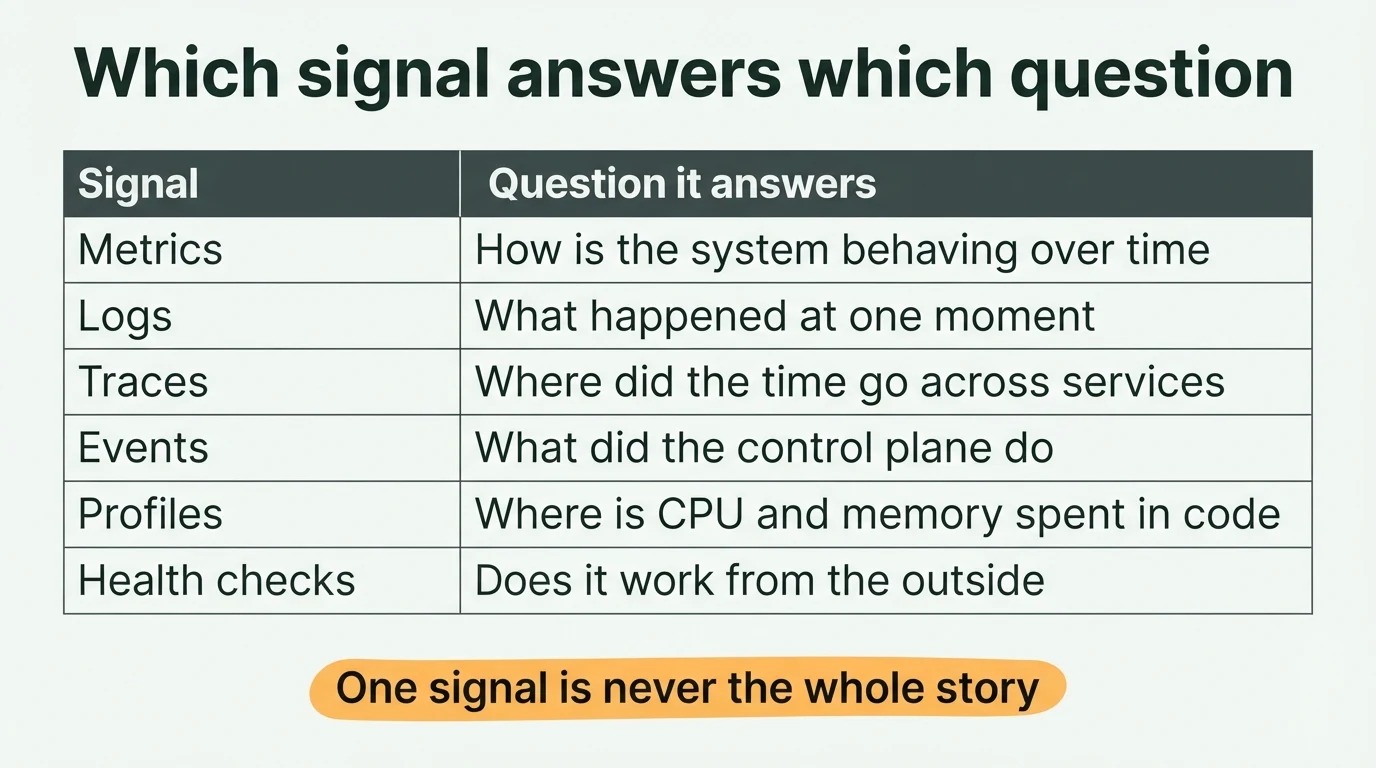 Which signal answers which question
Signal Question it answers
Metrics How is the system behaving over time
Logs What happened at one moment
Traces Where did the time go across services
Events What did the control plane do
Profiles Where is CPU and memory spent in code
Health checks Does it work from the outside
One signal is never the whole story